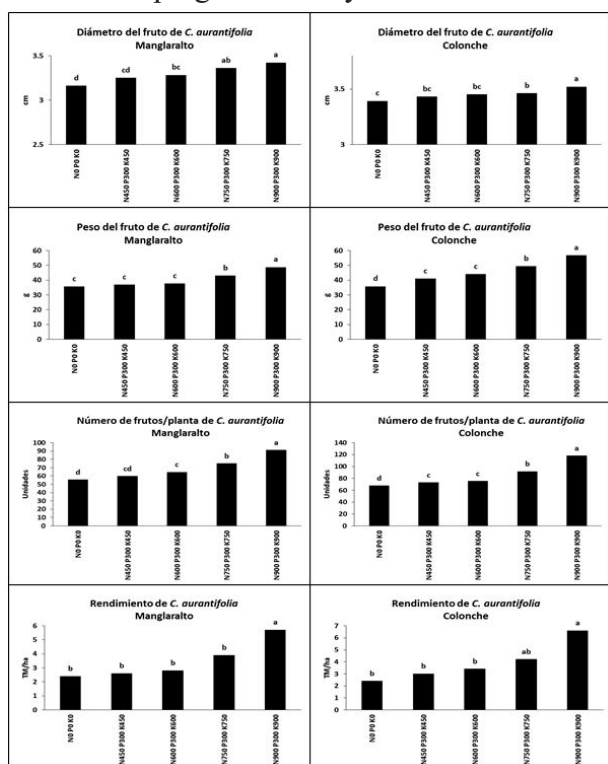 Diámetro del fruto de C. aurantifolia
Manglaralto
3.5
3
2.5
cm
d
cd
bc
ab
a
N0 P0 K0
N450 P300 K450
N600 P300 K600
N750 P300 K750
N900 P300 K900
Diámetro del fruto de C. aurantifolia
Colonche
3.5
3
cm
c
bc
bc
b
a
N0 P0 K0
N450 P300 K450
N600 P300 K600
N750 P300 K750
N900 P300 K900
Peso del fruto de C. aurantifolia
Manglaralto
60
50
40
30
20
10
0
g
c
c
c
b
a
N0 P0 K0
N450 P300 K450
N600 P300 K600
N750 P300 K750
N900 P300 K900
Peso del fruto de C. aurantifolia
Colonche
60
50
40
30
20
10
0
g
d
c
c
b
a
N0 P0 K0
N450 P300 K450
N600 P300 K600
N750 P300 K750
N900 P300 K900
Número de frutos/planta de C. aurantifolia
Manglaralto
100
90
80
70
60
50
40
30
20
10
0
Unidades
d
cd
c
b
a
N0 P0 K0
N450 P300 K450
N600 P300 K600
N750 P300 K750
N900 P300 K900
Número de frutos/planta de C. aurantifolia
Colonche
140
120
100
80
60
40
20
0
Unidades
d
c
c
b
a
N0 P0 K0
N450 P300 K450
N600 P300 K600
N750 P300 K750
N900 P300 K900
Rendimiento de C. aurantifolia
Manglaralto
6
5
4
3
2
1
0
TM/ha
b
b
b
b
a
N0 P0 K0
N450 P300 K450
N600 P300 K600
N750 P300 K750
N900 P300 K900
Rendimiento de C. aurantifolia
Colonche
7
6
5
4
3
2
1
0
TM/ha
b
b
b
ab
a
N0 P0 K0
N450 P300 K450
N600 P300 K600
N750 P300 K750
N900 P300 K900